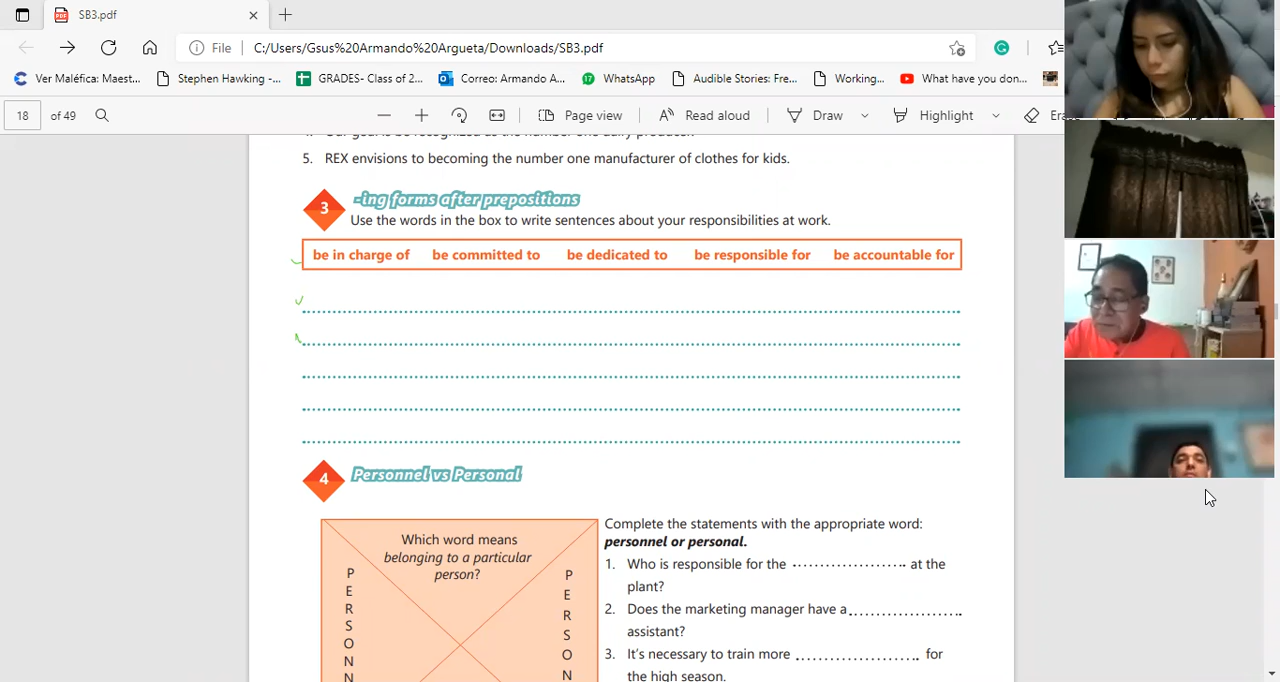 SB3.pdf
File C:/Users/Gsus%20Armando%20Argueta/Downloads/SB3.pdf
Ver Maléfica: Maest... Stephen Hawking -... GRADES- Class of 2... Correo: Armando A... 17 WhatsApp Audible Stories: Fre... Working... What have you don...
18 of 49 Page view Read aloud Draw Highlight
5. REX envisions to becoming the number one manufacturer of clothes for kids.
3 -ing forms after prepositions
Use the words in the box to write sentences about your responsibilities at work.
be in charge of be committed to be dedicated to be responsible for be accountable for
4 Personnel vs Personal
Which word means
belonging to a particular
person?
P
E
R
S
O
N
N
P
E
R
S
O
N
Complete the statements with the appropriate word:
personnel or personal.
1. Who is responsible for the .................... at the
plant?
2. Does the marketing manager have a ....................
assistant?
3. It's necessary to train more .................... for
the high season.